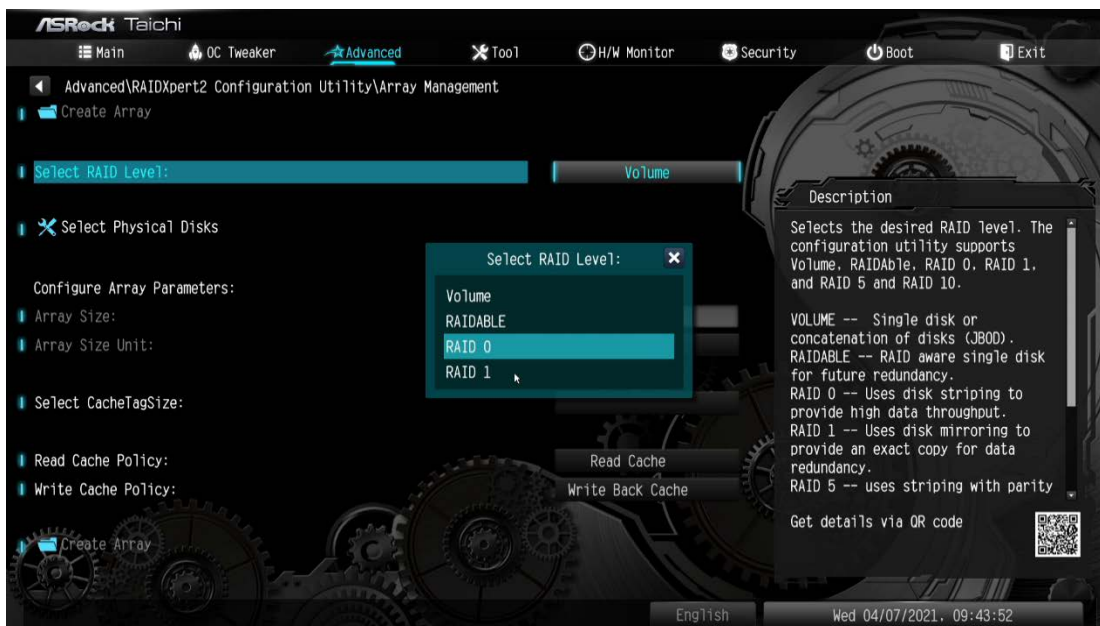 ASRock Taichi
Main OC Tweaker Advanced Tool H/W Monitor Security Boot Exit
Advanced\RAIDXpert2 Configuration Utility\Array Management
Create Array
Select RAID Level: Volume
Select Physical Disks
Configure Array Parameters:
Array Size:
Array Size Unit:
Select CacheTagSize:
Read Cache Policy: Read Cache
Write Cache Policy: Write Back Cache
Create Array
Select RAID Level:
Volume
RAIDABLE
RAID 0
RAID 1
Description
Selects the desired RAID level. The
configuration utility supports
Volume, RAIDAble, RAID 0, RAID 1,
and RAID 5 and RAID 10.
VOLUME -- Single disk or
concatenation of disks (JBOD).
RAIDABLE -- RAID aware single disk
for future redundancy.
RAID 0 -- Uses disk striping to
provide high data throughput.
RAID 1 -- Uses disk mirroring to
provide an exact copy for data
redundancy.
RAID 5 -- uses striping with parity
Get details via QR code
English
Wed 04/07/2021, 09:43:52